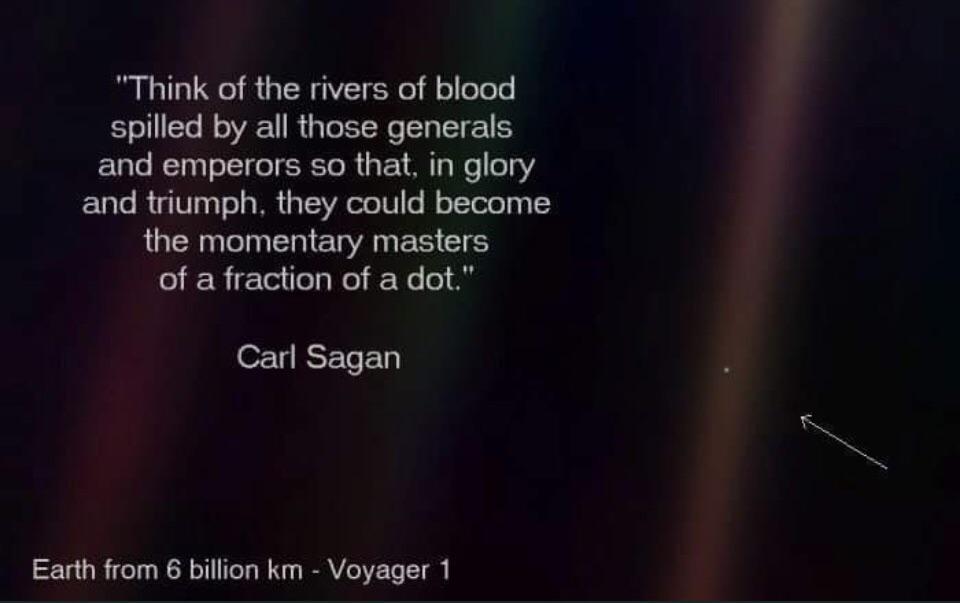 "Think of the rivers of blood
spilled by all those generals
and emperors so that, in glory
and triumph, they could become
the momentary masters
of a fraction of a dot."
Carl Sagan
Earth from 6 billion km - Voyager 1